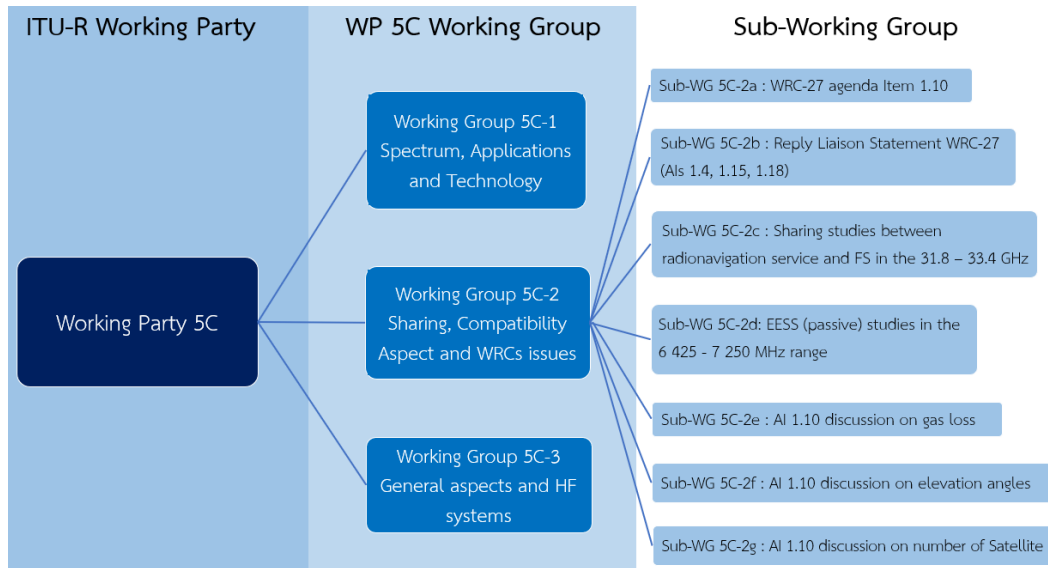 ITU-R Working Party
WP 5C Working Group
Sub-Working Group
Working Party 5C
Working Group 5C-1
Spectrum, Applications
and Technology
Working Group 5C-2
Sharing, Compatibility
Aspect and WRCs issues
Working Group 5C-3
General aspects and HF
systems
Sub-WG 5C-2a : WRC-27 agenda Item 1.10
Sub-WG 5C-2b : Reply Liaison Statement WRC-27
(AIs 1.4, 1.15, 1.18)
Sub-WG 5C-2c : Sharing studies between
radionavigation service and FS in the 31.8 – 33.4 GHz
Sub-WG 5C-2d: EESS (passive) studies in the
6 425 - 7 250 MHz range
Sub-WG 5C-2e : AI 1.10 discussion on gas loss
Sub-WG 5C-2f : AI 1.10 discussion on elevation angles
Sub-WG 5C-2g : AI 1.10 discussion on number of Satellite